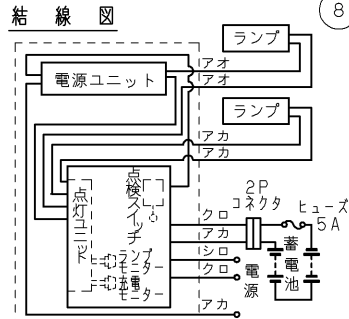 結線図
8
ランプ
アオ
アオ
電源ユニット
ランプ
アカ
アカ
点検スイッチ
点灯ユニット
ランプモニター
充電モニター
クロ
アカ
シロ
クロ
アカ
2P
コネクタ
ヒューズ
5A
蓄電池
電源